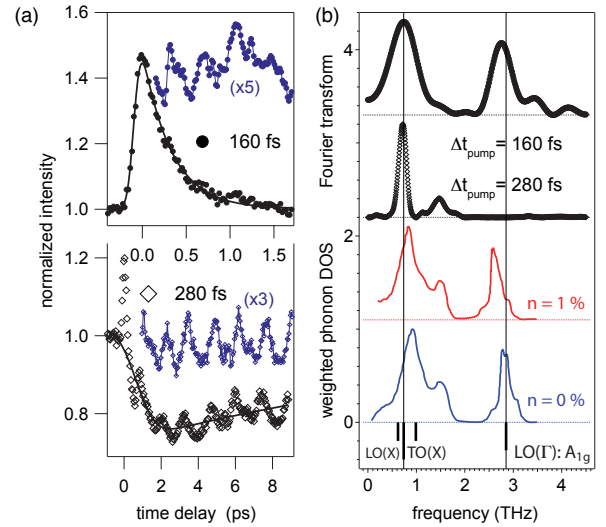 (a)
1.6
1.4
1.2
1.0
normalized intensity
(x5)
160 fs
0.0 0.5 1.0 1.5
1.2
1.0
0.8
280 fs
(x3)
0 2 4 6 8
time delay (ps)
(b)
4
2
0
Fourier transform
weighted phonon DOS
Δt_pump = 160 fs
Δt_pump = 280 fs
n = 1 %
n = 0 %
LO(X) TO(X) LO(Γ): A_1g
0 1 2 3 4
frequency (THz)